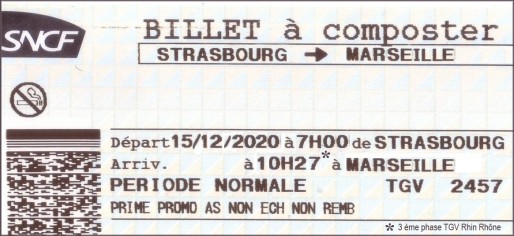 SNCF
BILLET à composter
STRASBOURG → MARSEILLE
Départ 15/12/2020 à 7H00 de STRASBOURG
Arriv. à 10H27* à MARSEILLE
PERIODE NORMALE TGV 2457
PRIME PROMO AS NON ECH NON REMB
* 3 éme phase TGV Rhin Rhône